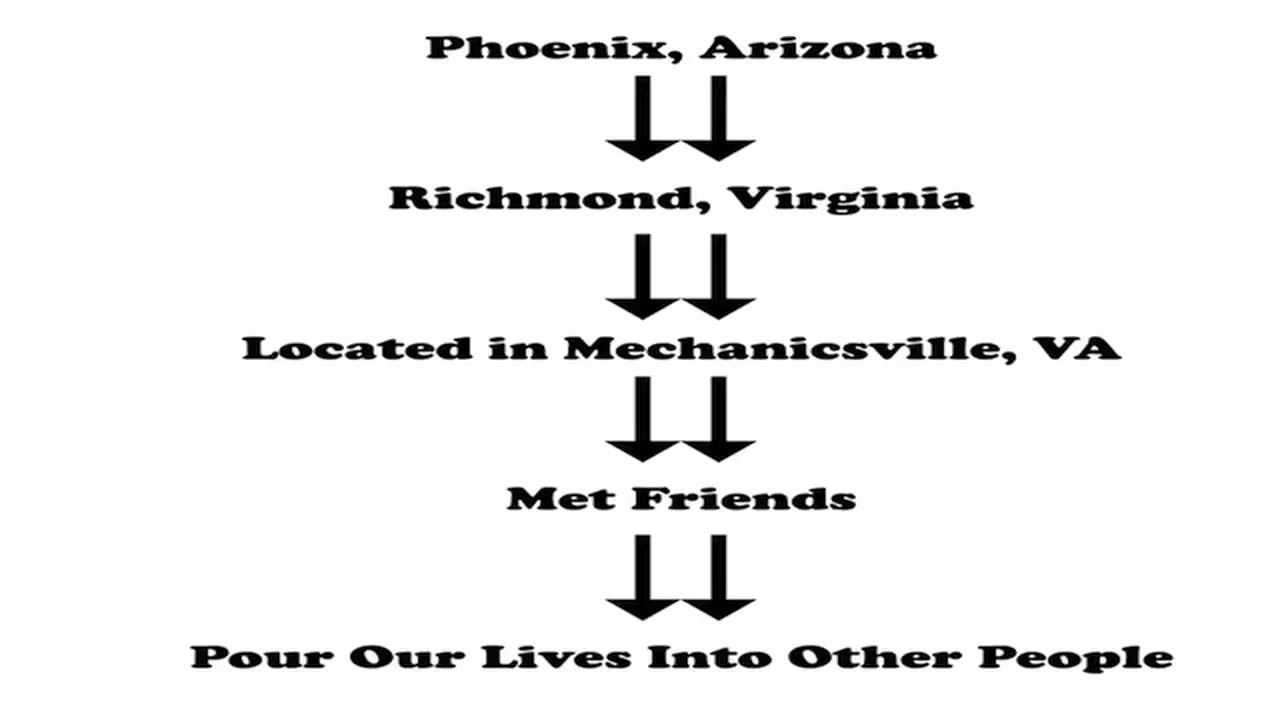 Phoenix, Arizona
Richmond, Virginia
Located in Mechanicsville, VA
Met Friends
Pour Our Lives Into Other People